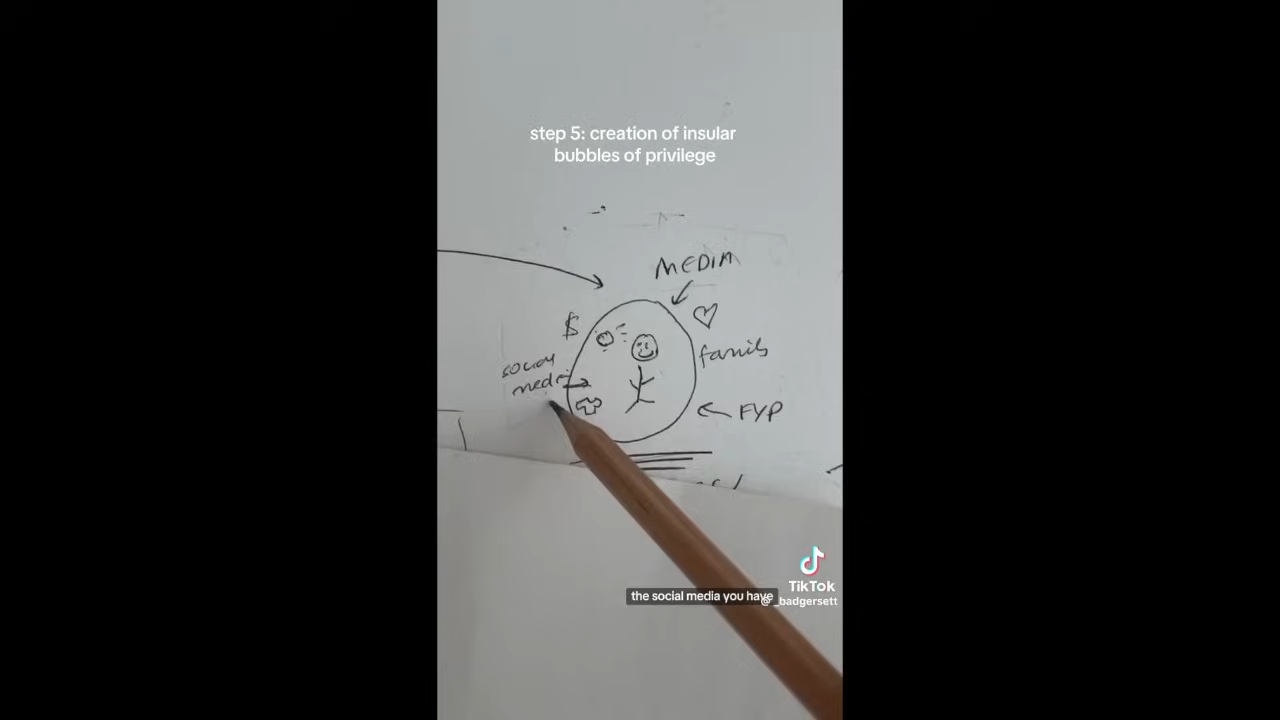 step 5: creation of insular
bubbles of privilege
MEDIA
$
social
media
family
FYP
the social media you have
TikTok
@_badgersett